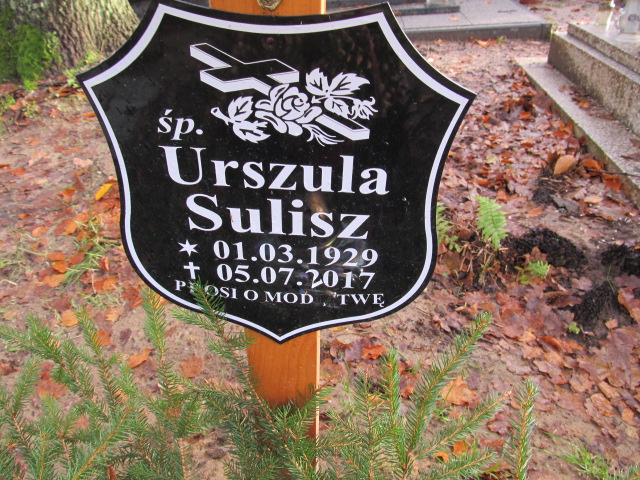 śp.
Urszula
Sulisz
✶ 01.03.1929
✝ 05.07.2017
O